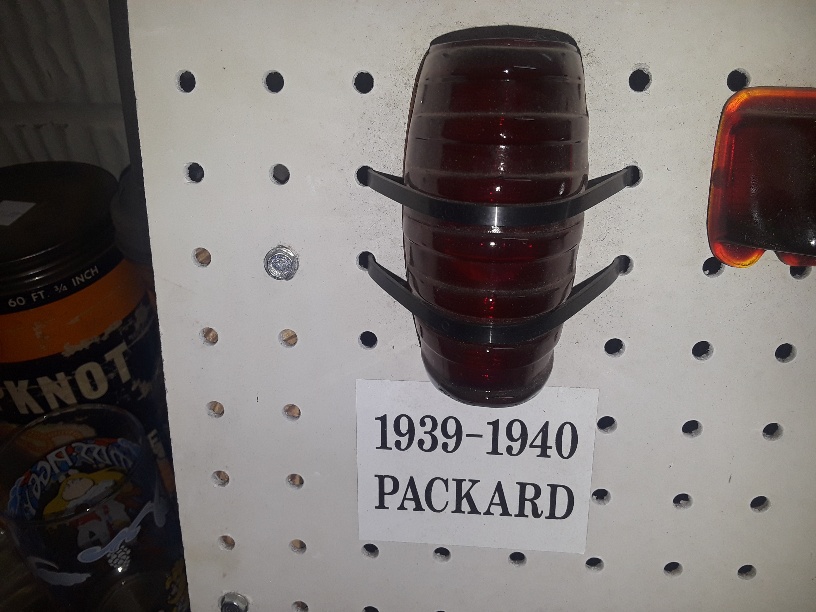 60 FT. 3/8 INCH
KNOT
1939-1940
PACKARD